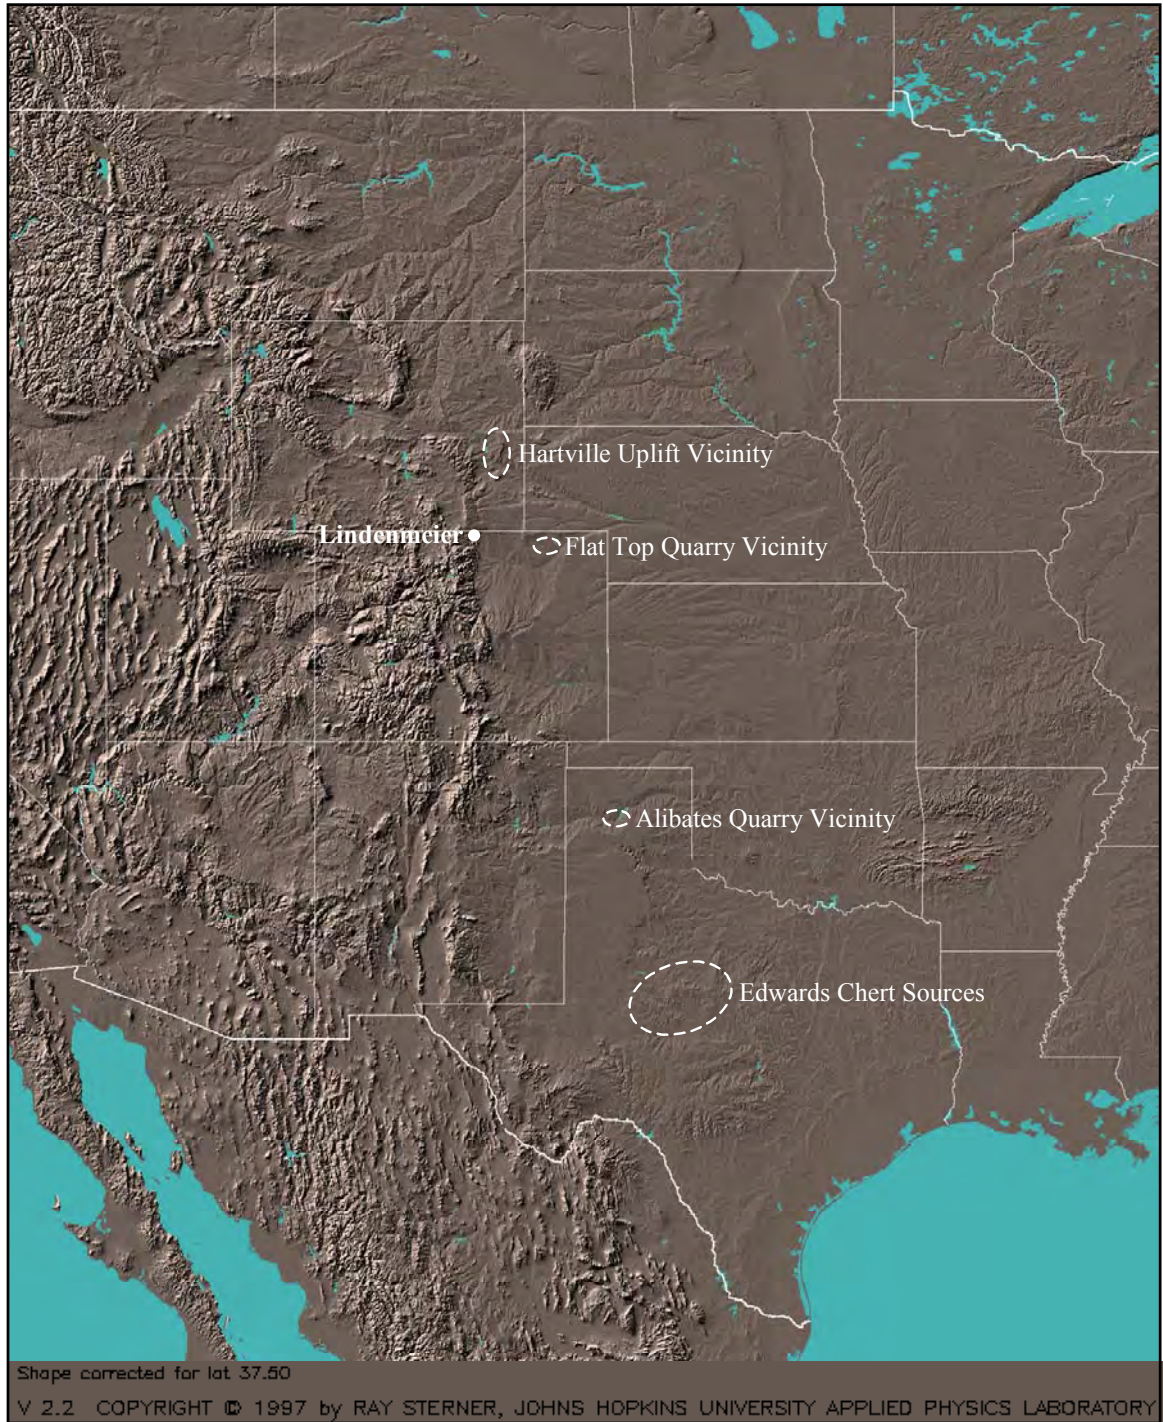 Hartville Uplift Vicinity
Lindenmeier
Flat Top Quarry Vicinity
Alibates Quarry Vicinity
Edwards Chert Sources
Shape corrected for lat 37.50
V 2.2 COPYRIGHT © 1997 by RAY STERNER, JOHNS HOPKINS UNIVERSITY APPLIED PHYSICS LABORATORY